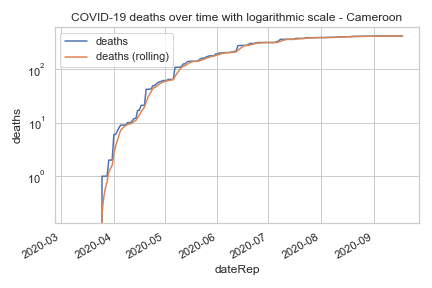 COVID-19 deaths over time with logarithmic scale - Cameroon
deaths
deaths (rolling)
10²
10¹
10⁰
deaths
2020-03
2020-04
2020-05
2020-06
2020-07
2020-08
2020-09
dateRep